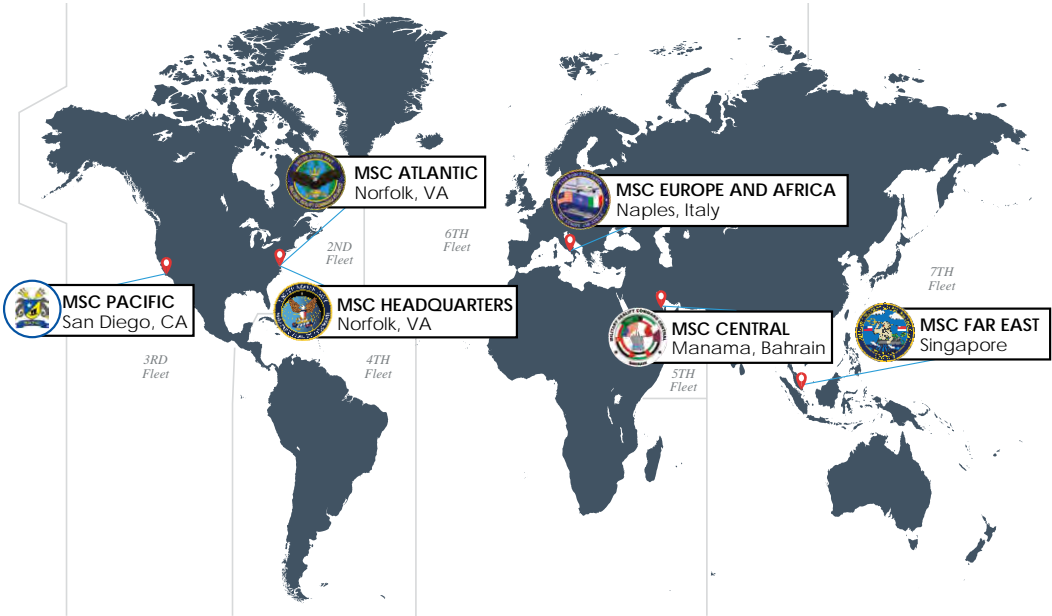 MSC ATLANTIC
Norfolk, VA
MSC EUROPE AND AFRICA
Naples, Italy
6TH
Fleet
2ND
Fleet
7TH
Fleet
MSC PACIFIC
San Diego, CA
MSC HEADQUARTERS
Norfolk, VA
MSC CENTRAL
Manama, Bahrain
MSC FAR EAST
Singapore
3RD
Fleet
4TH
Fleet
5TH
Fleet